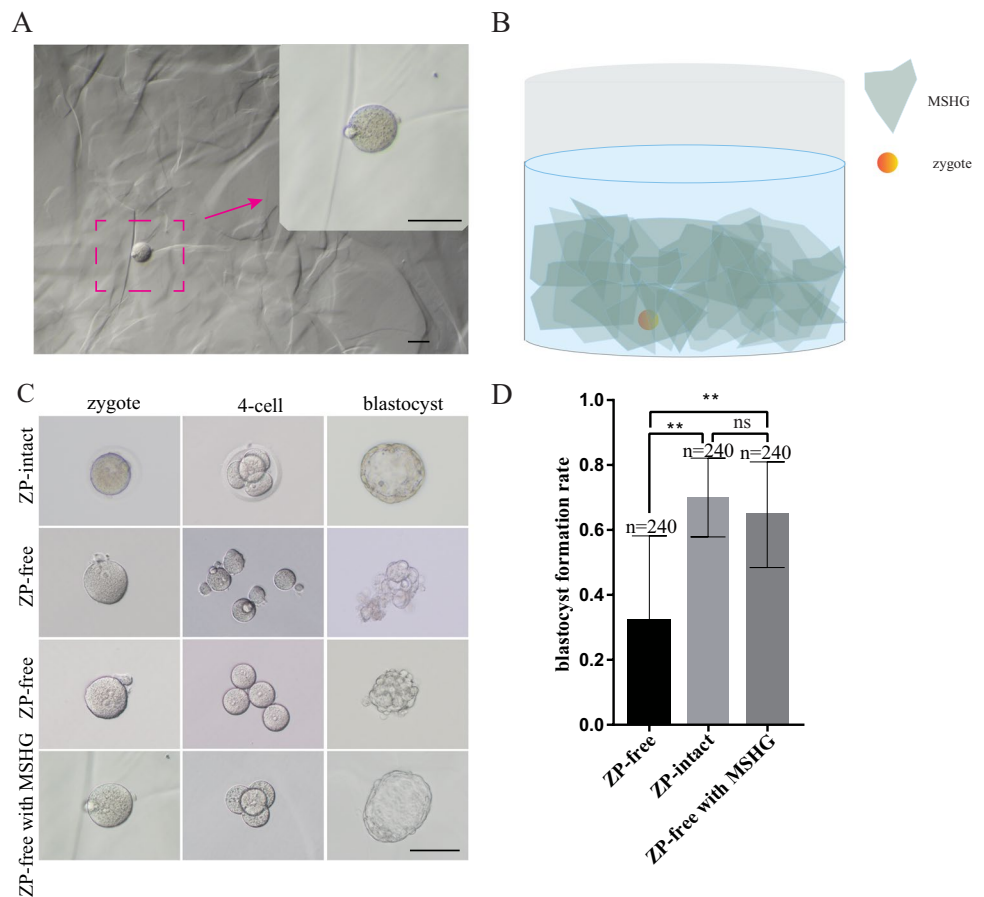 A
B
MSHG
zygote
C
zygote
4-cell
blastocyst
ZP-intact
ZP-free
ZP-free
ZP-free with MSHG
D
blastocyst formation rate
1.0
0.8
0.6
0.4
0.2
0.0
**
**
ns
n=240
n=240
n=240
ZP-free
ZP-intact
ZP-free with MSHG